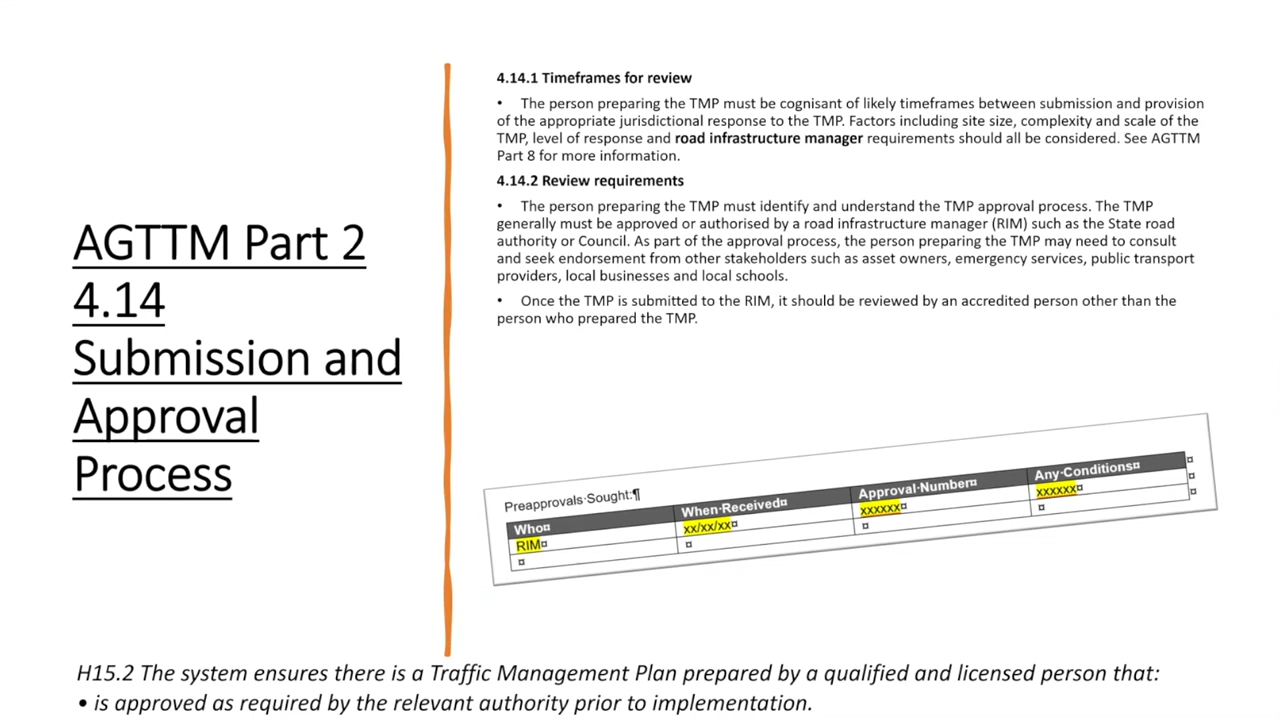 AGTTM Part 2
4.14
Submission and
Approval
Process
4.14.1 Timeframes for review
• The person preparing the TMP must be cognisant of likely timeframes between submission and provision
of the appropriate jurisdictional response to the TMP. Factors including site size, complexity and scale of the
TMP, level of response and road infrastructure manager requirements should all be considered. See AGTTM
Part 8 for more information.
4.14.2 Review requirements
• The person preparing the TMP must identify and understand the TMP approval process. The TMP
generally must be approved or authorised by a road infrastructure manager (RIM) such as the State road
authority or Council. As part of the approval process, the person preparing the TMP may need to consult
and seek endorsement from other stakeholders such as asset owners, emergency services, public transport
providers, local businesses and local schools.
• Once the TMP is submitted to the RIM, it should be reviewed by an accredited person other than the
person who prepared the TMP.
Preapprovals·Sought:¶
Who¤ When·Received¤ Approval·Number¤ Any·Conditions¤ ¤
RIM¤ xx/xx/xx¤ xxxxxx¤ xxxxxx¤ ¤
¤ ¤ ¤ ¤ ¤
H15.2 The system ensures there is a Traffic Management Plan prepared by a qualified and licensed person that:
• is approved as required by the relevant authority prior to implementation.